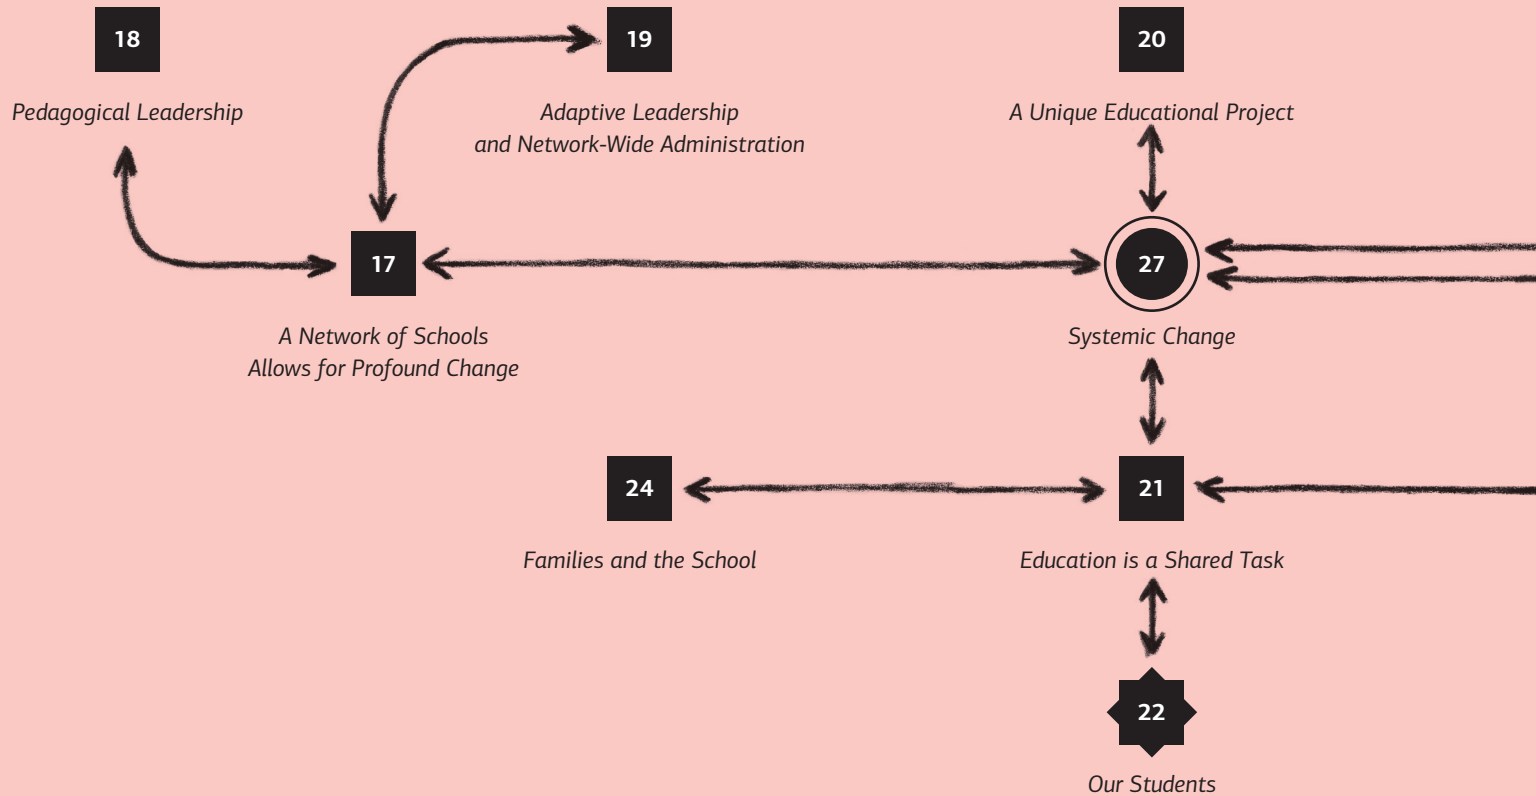 18
19
20
Pedagogical Leadership
Adaptive Leadership
and Network-Wide Administration
A Unique Educational Project
17
27
A Network of Schools
Allows for Profound Change
Systemic Change
24
21
Families and the School
Education is a Shared Task
22
Our Students